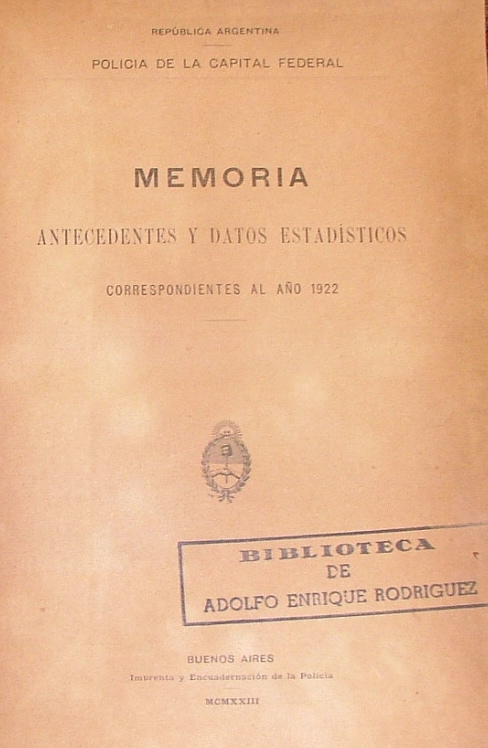 REPÚBLICA ARGENTINA
POLICIA DE LA CAPITAL FEDERAL
MEMORIA
ANTECEDENTES Y DATOS ESTADÍSTICOS
CORRESPONDIENTES AL AÑO 1922
BIBLIOTECA
DE
ADOLFO ENRIQUE RODRIGUEZ
BUENOS AIRES
Imprenta y Encuadernación de la Policía
MCMXXIII